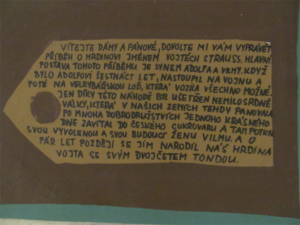 VÍTEJTE DÁMY A PÁNOVÉ, DOVOLTE MI VÁM VYPRÁVĚT
PŘÍBĚH O HRDINOVI JMÉNEM VOJTĚCH STRAUSS. HLAVNÍ
POSTAVA TOHOTO PŘÍBĚHU JE SYNEM ADOLFA A VILMY. KDYŽ
BYLO ADOLFOVI ŠESTNÁCT LET, NASTOUPIL NA VOJNU A
POTÉ NA VELRYBÁŘSKOU LOĎ, KTERÁ VOZILA VŠECHNO MOŽNÉ.
JEN DÍKY TÉTO NÁHODĚ BYL UŠETŘEN NEMILOSRDNÉ
VÁLKY, KTERÁ V NAŠICH ZEMÍCH TEHDY PANOVALA.
PO MNOHA DOBRODRUŽSTVÍCH JEDNOHO KRÁSNÉHO
DNE ZAVÍTAL DO ČESKÉHO CUKROVARU A TAM POTKAL
SVOU VYVOLENOU A SVOU BUDOUCÍ ŽENU VILMU. A O
PÁR LET POZDĚJI SE JIM NARODIL NÁŠ HRDINA
VOJTA SE SVÝM DVOJČETEM TONDOU.